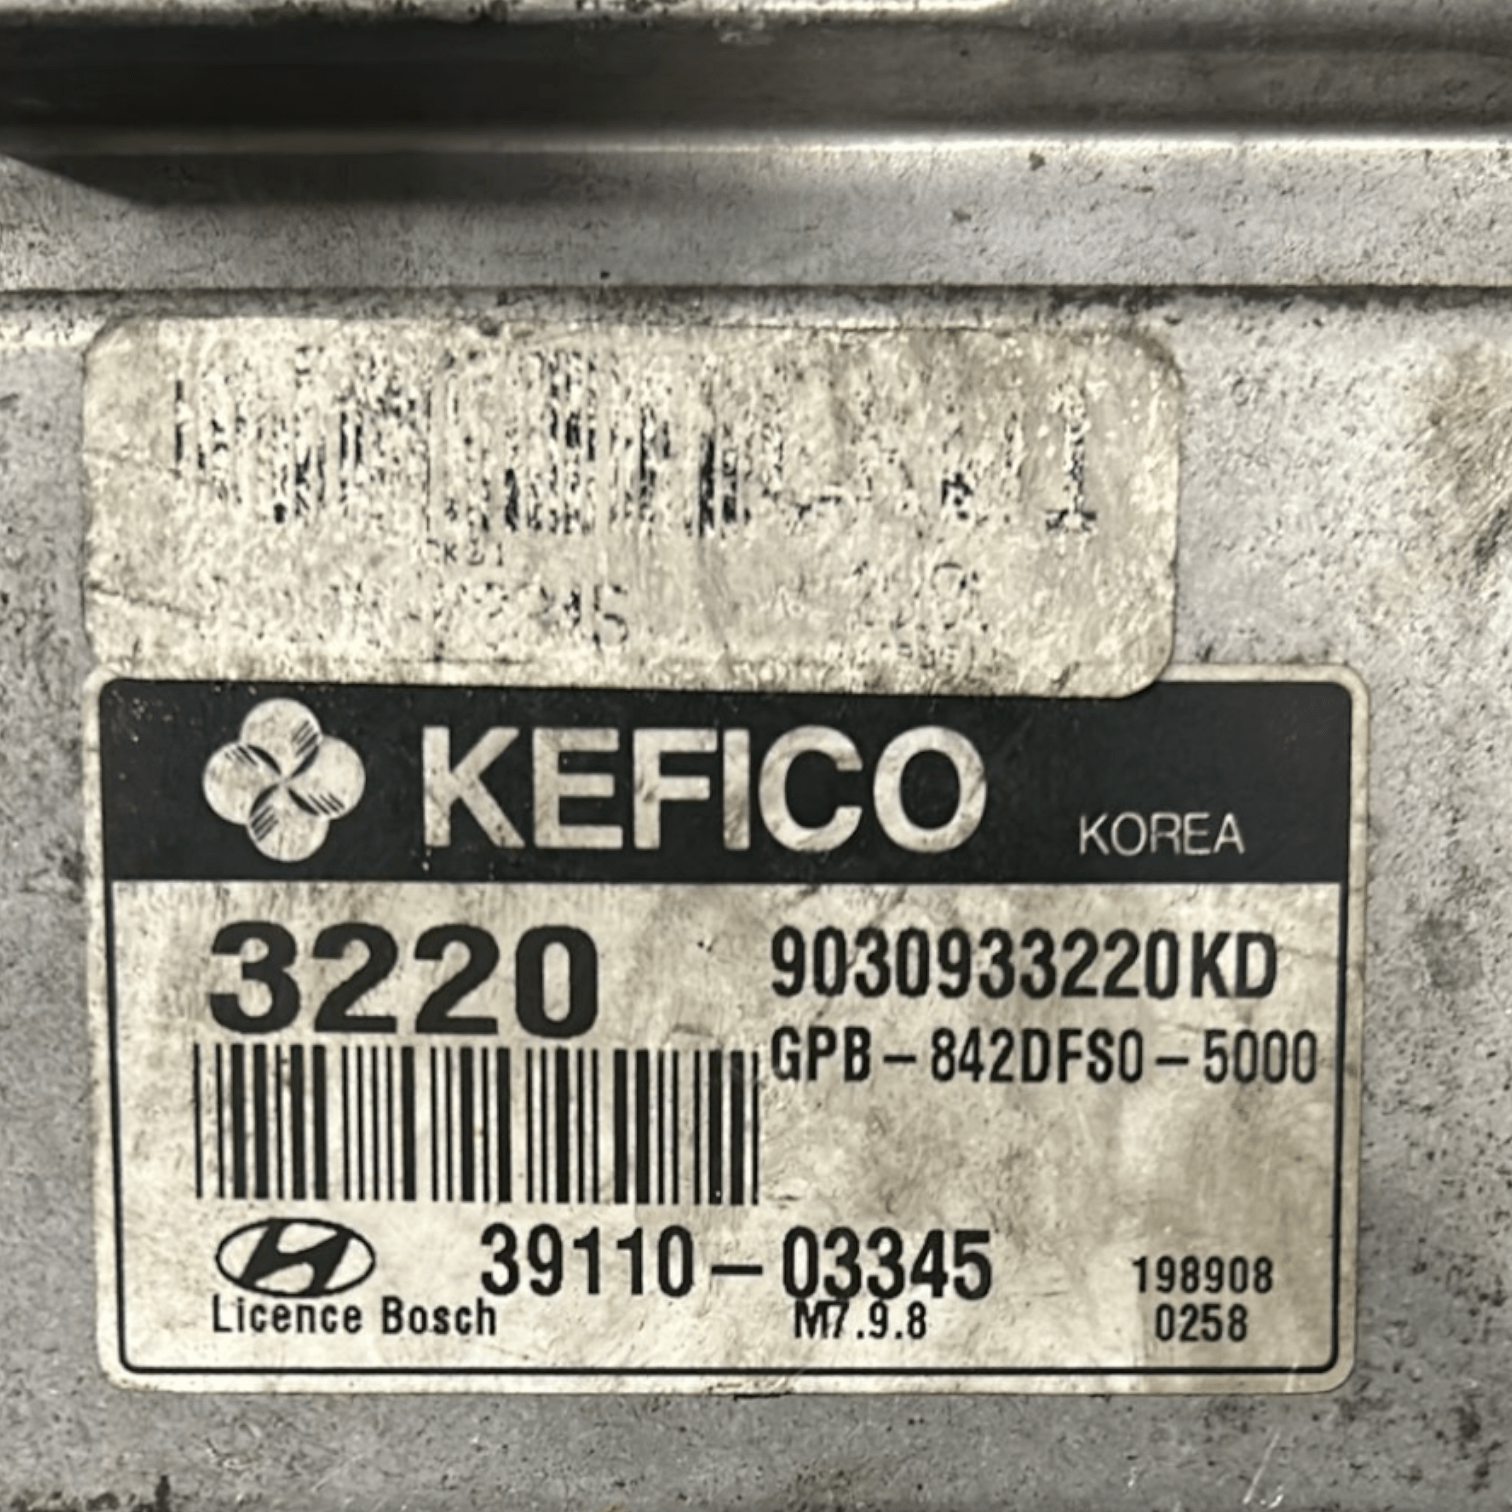 KEFICO KOREA
3220 9030933220KD
GPB-842DFS0-5000
39110-03345 198908
Licence Bosch M7.9.8 0258